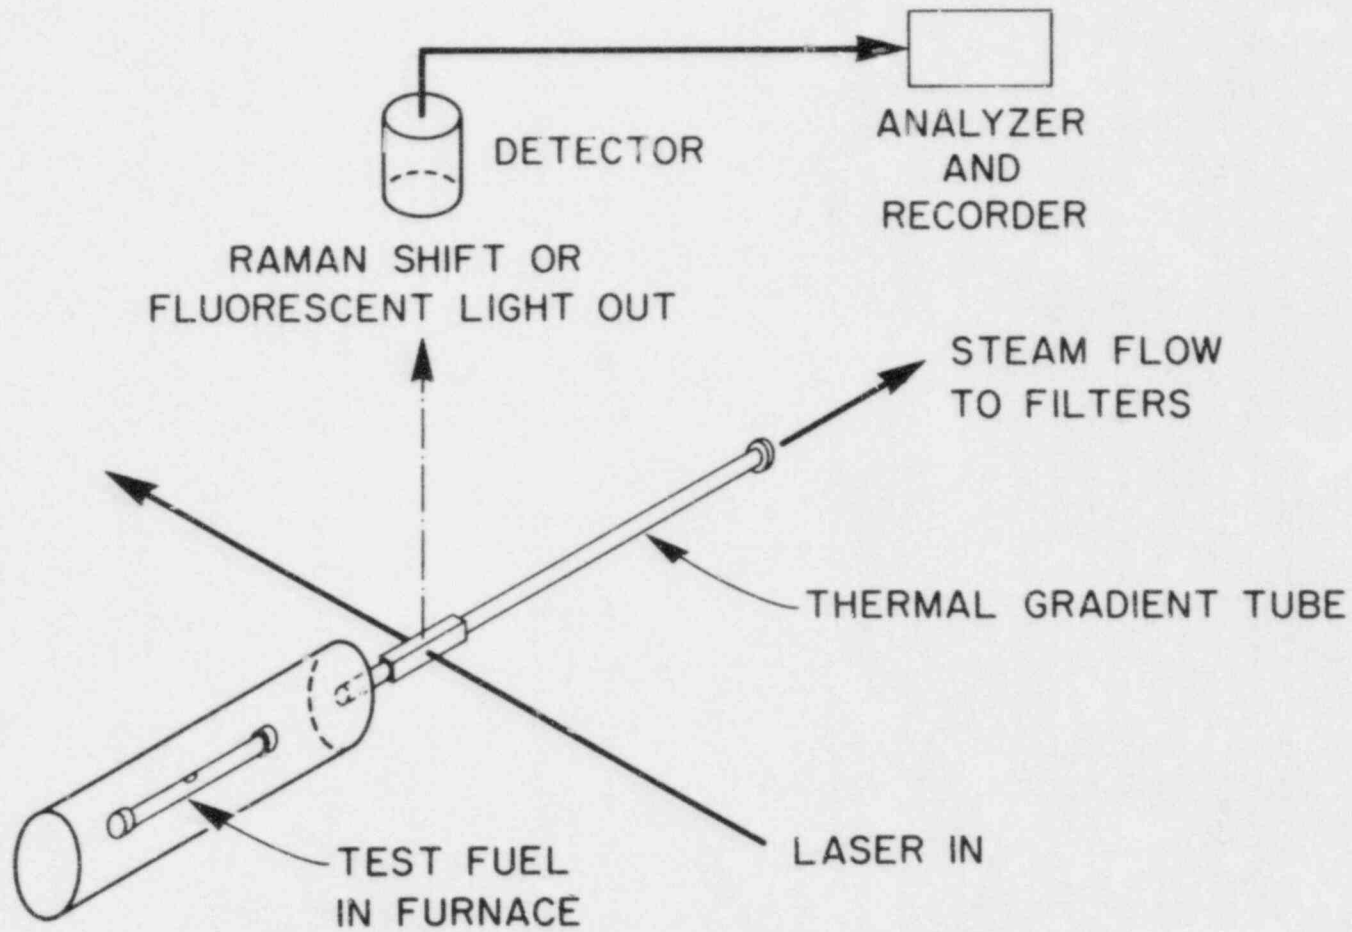 DETECTOR
ANALYZER
AND
RECORDER
RAMAN SHIFT OR
FLUORESCENT LIGHT OUT
STEAM FLOW
TO FILTERS
THERMAL GRADIENT TUBE
LASER IN
TEST FUEL
IN FURNACE